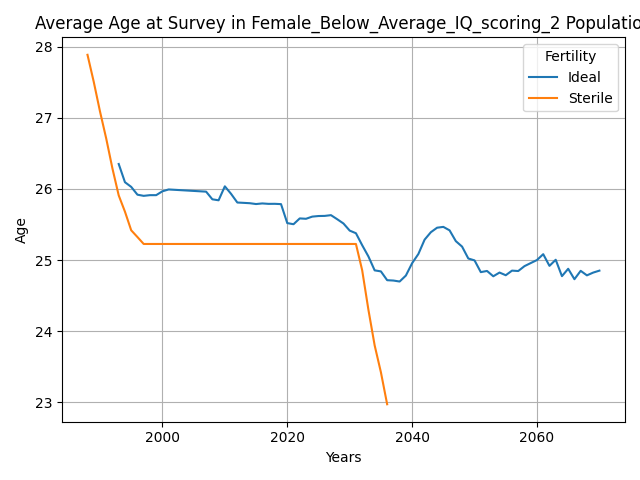 Average Age at Survey in Female_Below_Average_IQ_scoring_2 Populatio
28
27
26
25
24
23
Age
Fertility
Ideal
Sterile
2000 2020 2040 2060
Years